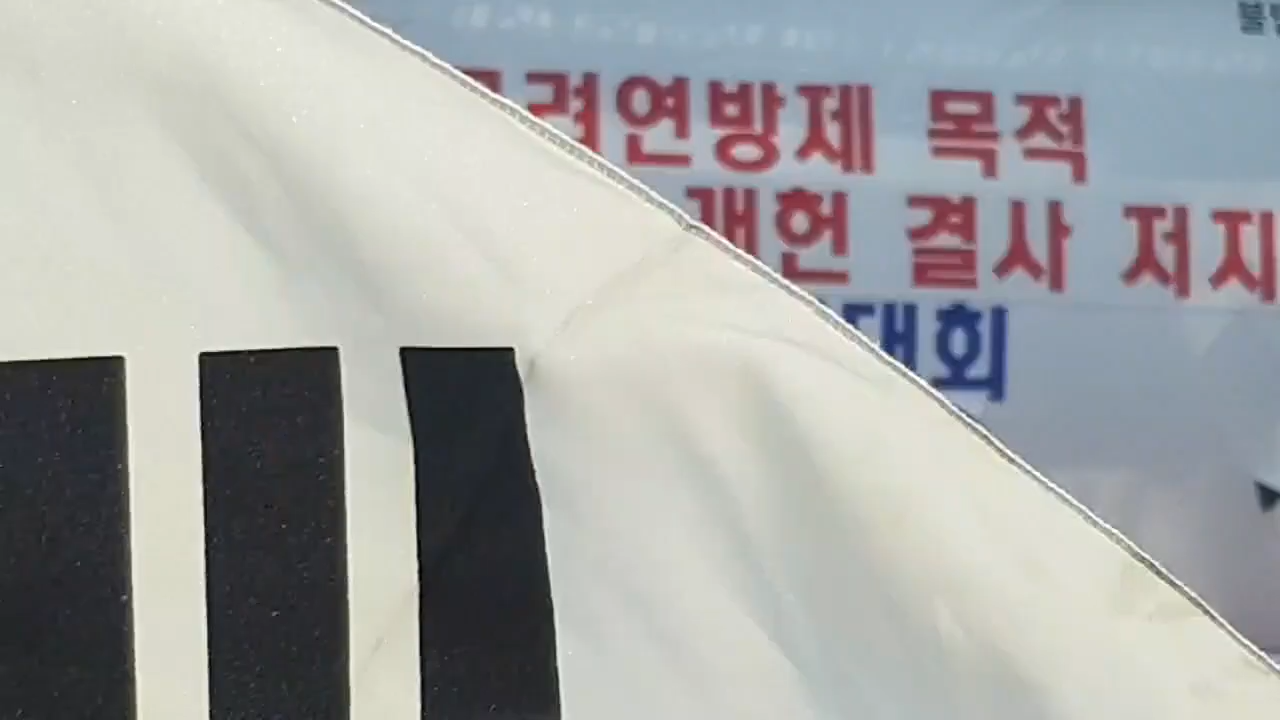 려연방제 목적
개헌 결사 저지
대회